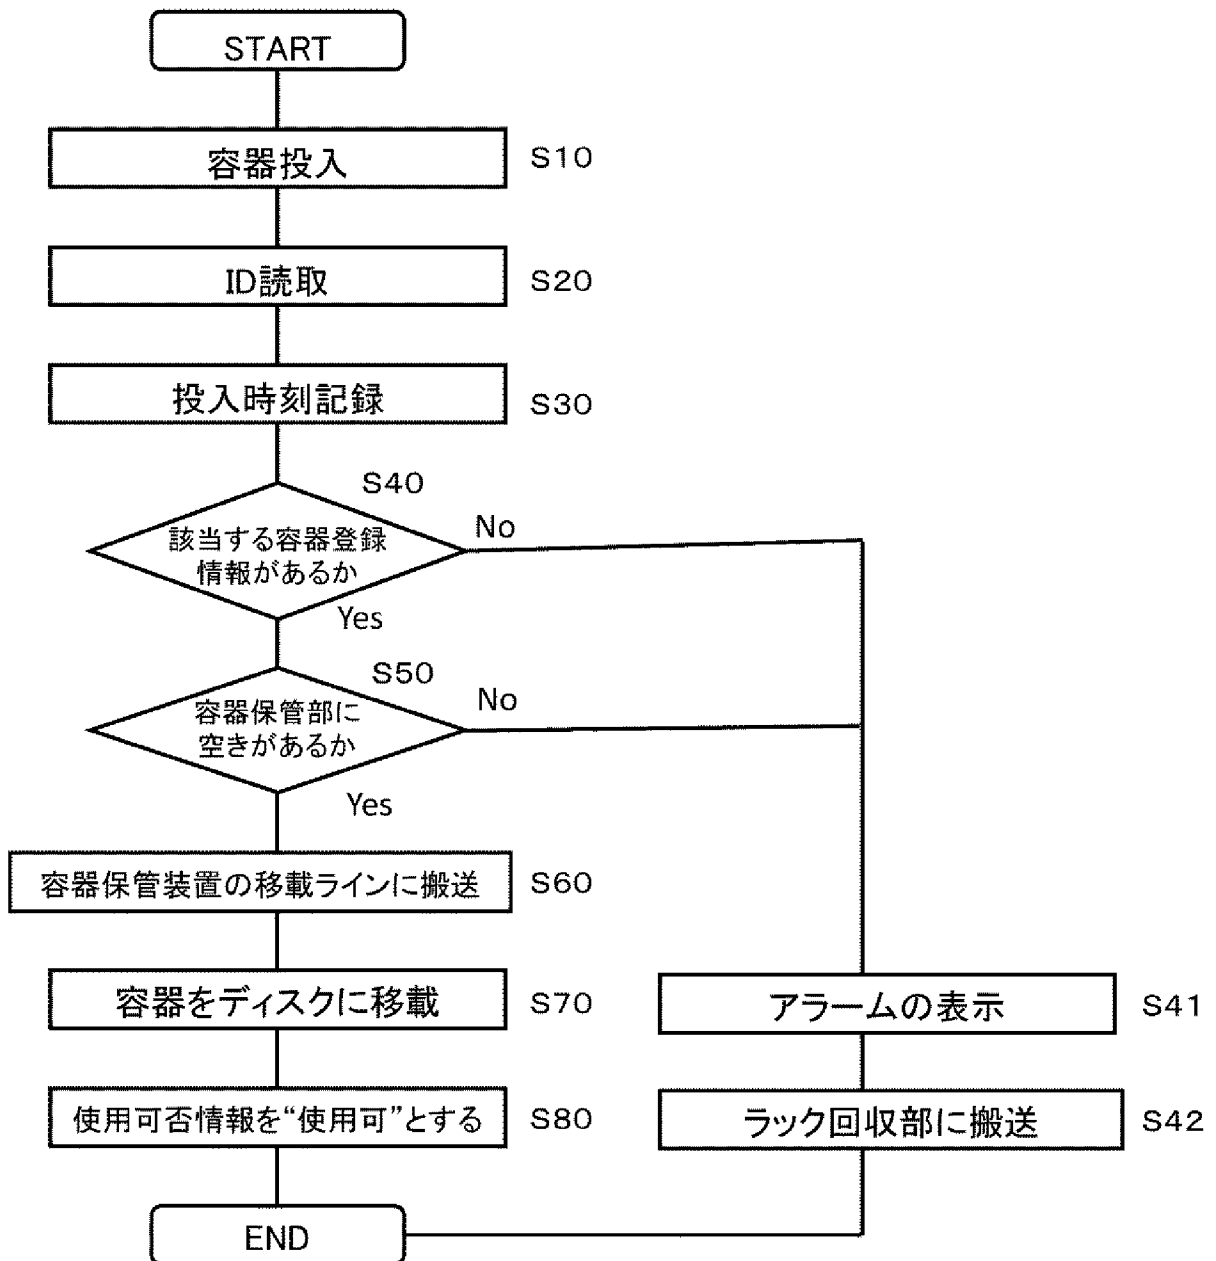 START
容器投入
S10
ID読取
S20
投入時刻記録
S30
S40
該当する容器登録
情報があるか
No
Yes
S50
容器保管部に
空きがあるか
No
Yes
容器保管装置の移載ラインに搬送
S60
容器をディスクに移載
S70
アラームの表示
S41
使用可否情報を“使用可”とする
S80
ラック回収部に搬送
S42
END